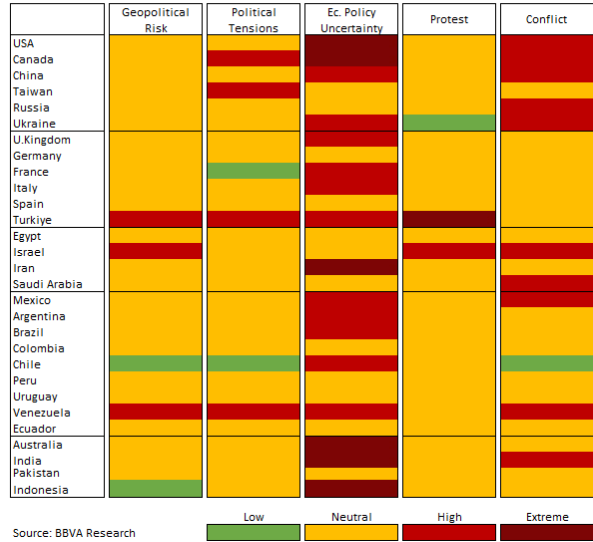 Geopolitical Risk Political Tensions Ec. Policy Uncertainty Protest Conflict
USA
Canada
China
Taiwan
Russia
Ukraine
U.Kingdom
Germany
France
Italy
Spain
Turkiye
Egypt
Israel
Iran
Saudi Arabia
Mexico
Argentina
Brazil
Colombia
Chile
Peru
Uruguay
Venezuela
Ecuador
Australia
India
Pakistan
Indonesia
Low Neutral High Extreme
Source: BBVA Research